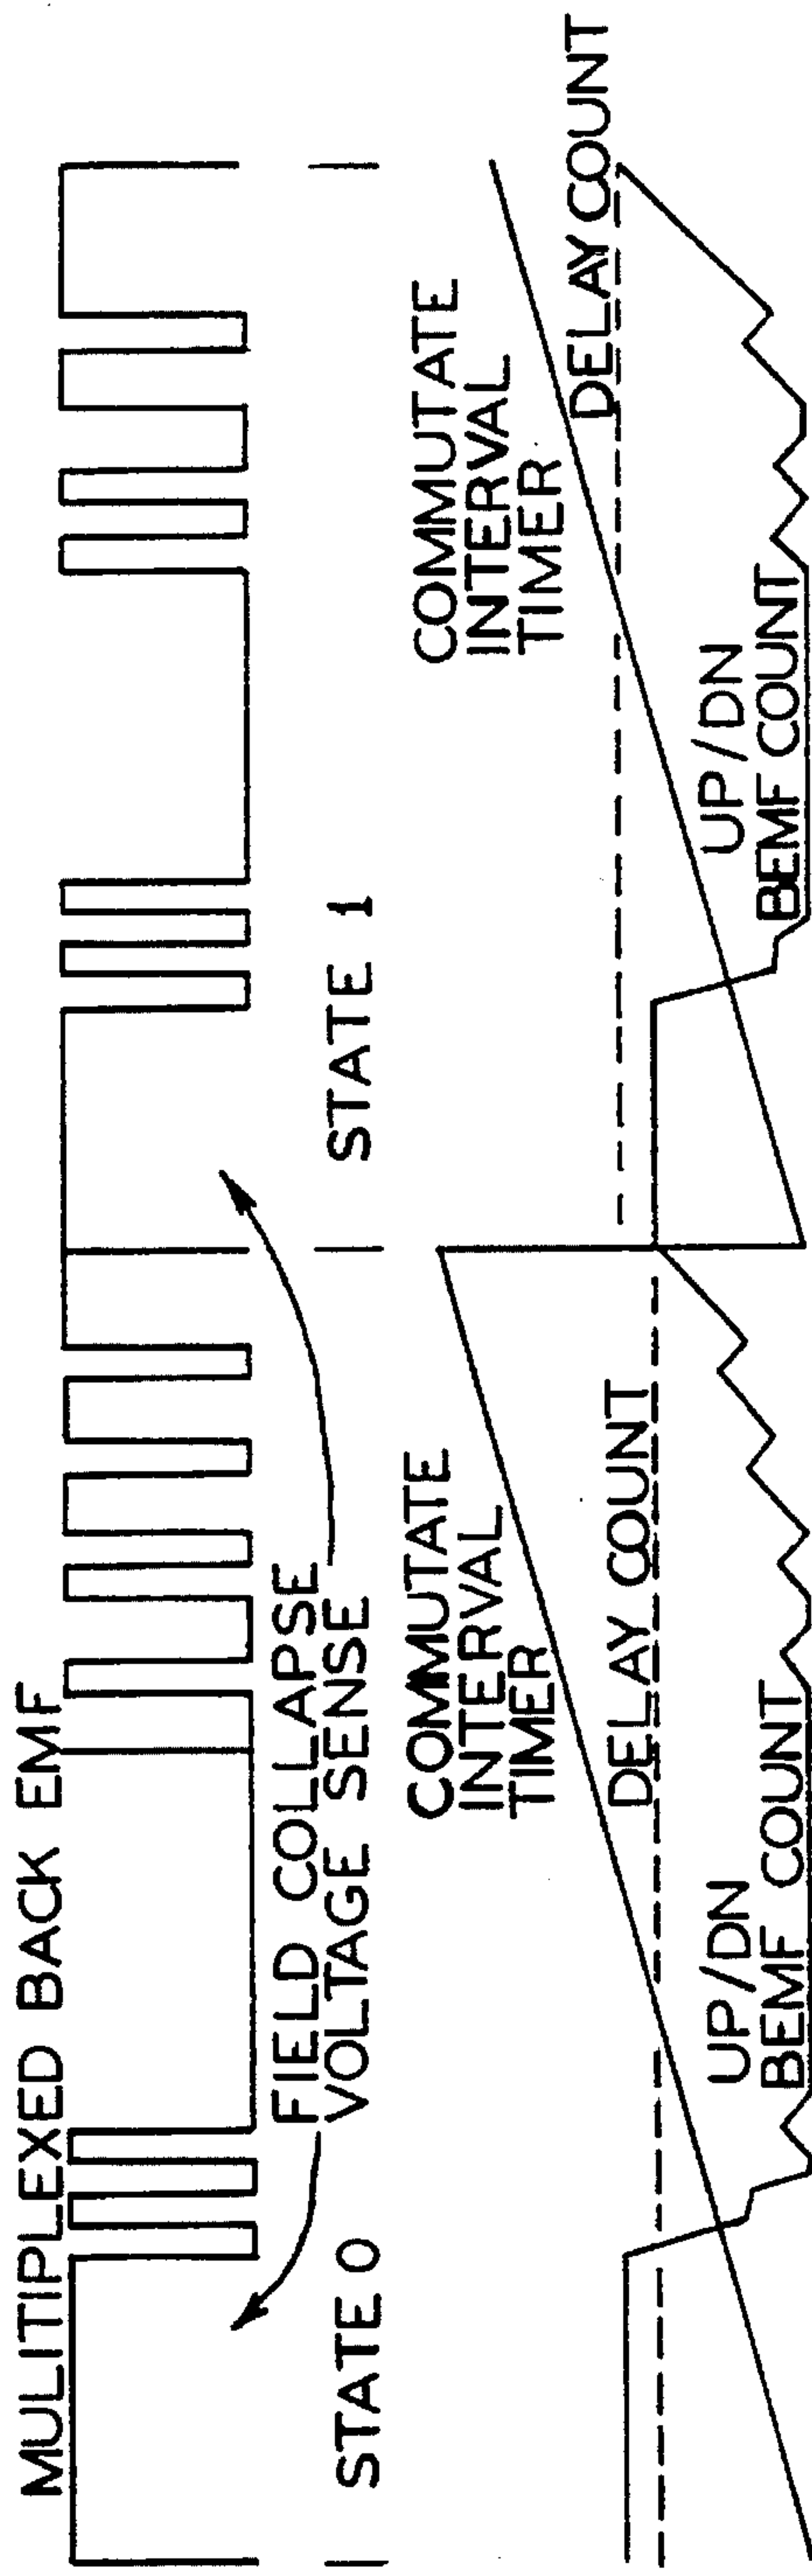 MULITIPLEXED BACK EMF
FIELD COLLAPSE
VOLTAGE SENSE
STATE 0
STATE 1
COMMUTATE
INTERVAL
TIMER
DELAY COUNT
UP/DN
BEMF COUNT
COMMUTATE
INTERVAL
TIMER
DELAY COUNT
UP/DN
BEMF COUNT